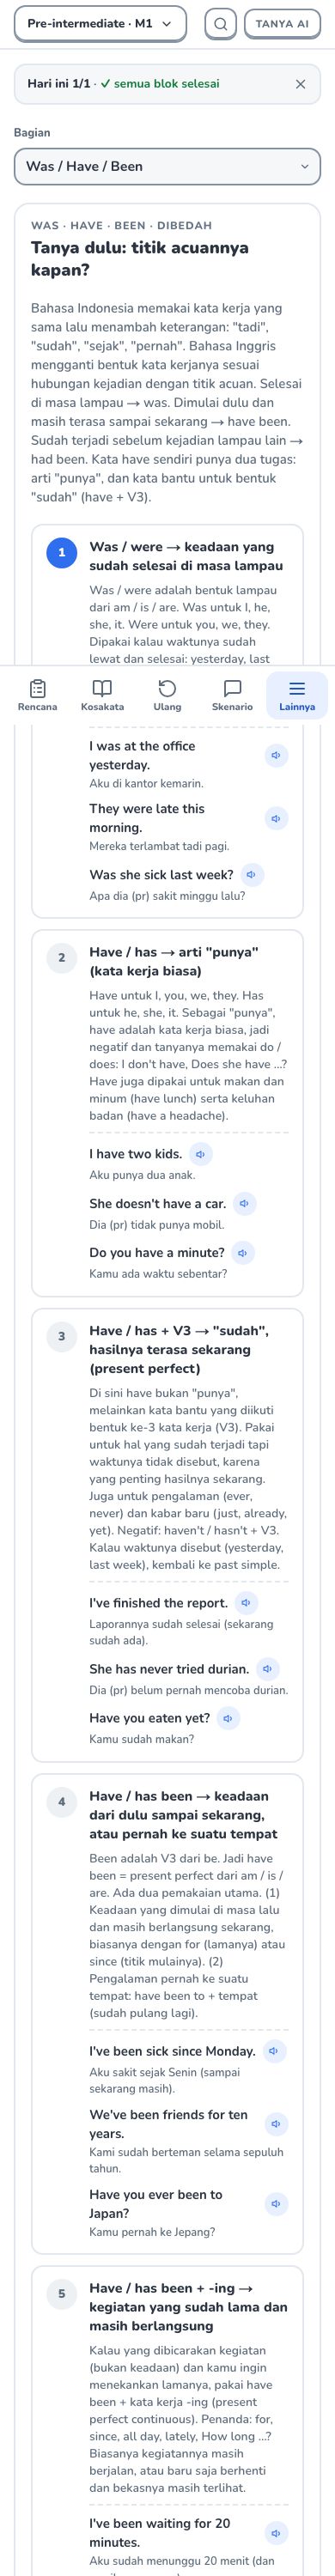 Pre-intermediate · M1
TANYA AI
Hari ini 1/1 · ✓ semua blok selesai
Bagian
Was / Have / Been
WAS · HAVE · BEEN · DIBEDAH
Tanya dulu: titik acuannya
kapan?
Bahasa Indonesia memakai kata kerja yang
sama lalu menambah keterangan: "tadi",
"sudah", "sejak", "pernah". Bahasa Inggris
mengganti bentuk kata kerjanya sesuai
hubungan kejadian dengan titik acuan. Selesai
di masa lampau → was. Dimulai dulu dan
masih terasa sampai sekarang → have been.
Sudah terjadi sebelum kejadian lampau lain →
had been. Kata have sendiri punya dua tugas:
arti "punya", dan kata bantu untuk bentuk
"sudah" (have + V3).
1
Was / were → keadaan yang
sudah selesai di masa lampau
Was / were adalah bentuk lampau
dari am / is / are. Was untuk I, he,
she, it. Were untuk you, we, they.
Dipakai kalau waktunya sudah
lewat dan selesai: yesterday, last
Rencana
Kosakata
Ulang
Skenario
Lainnya
I was at the office
yesterday.
Aku di kantor kemarin.
They were late this
morning.
Mereka terlambat tadi pagi.
Was she sick last week?
Apa dia (pr) sakit minggu lalu?
2
Have / has → arti "punya"
(kata kerja biasa)
Have untuk I, you, we, they. Has
untuk he, she, it. Sebagai "punya",
have adalah kata kerja biasa, jadi
negatif dan tanyanya memakai do /
does: I don't have, Does she have ...?
Have juga dipakai untuk makan dan
minum (have lunch) serta keluhan
badan (have a headache).
I have two kids.
Aku punya dua anak.
She doesn't have a car.
Dia (pr) tidak punya mobil.
Do you have a minute?
Kamu ada waktu sebentar?
3
Have / has + V3 → "sudah",
hasilnya terasa sekarang
(present perfect)
Di sini have bukan "punya",
melainkan kata bantu yang diikuti
bentuk ke-3 kata kerja (V3). Pakai
untuk hal yang sudah terjadi tapi
waktunya tidak disebut, karena
yang penting hasilnya sekarang.
Juga untuk pengalaman (ever,
never) dan kabar baru (just, already,
yet). Negatif: haven't / hasn't + V3.
Kalau waktunya disebut (yesterday,
last week), kembali ke past simple.
I've finished the report.
Laporannya sudah selesai (sekarang
sudah ada).
She has never tried durian.
Dia (pr) belum pernah mencoba durian.
Have you eaten yet?
Kamu sudah makan?
4
Have / has been → keadaan
dari dulu sampai sekarang,
atau pernah ke suatu tempat
Been adalah V3 dari be. Jadi have
been = present perfect dari am / is /
are. Ada dua pemakaian utama. (1)
Keadaan yang dimulai di masa lalu
dan masih berlangsung sekarang,
biasanya dengan for (lamanya) atau
since (titik mulainya). (2)
Pengalaman pernah ke suatu
tempat: have been to + tempat
(sudah pulang lagi).
I've been sick since Monday.
Aku sakit sejak Senin (sampai
sekarang masih).
We've been friends for ten
years.
Kami sudah berteman selama sepuluh
tahun.
Have you ever been to
Japan?
Kamu pernah ke Jepang?
5
Have / has been + -ing →
kegiatan yang sudah lama dan
masih berlangsung
Kalau yang dibicarakan kegiatan
(bukan keadaan) dan kamu ingin
menekankan lamanya, pakai have
been + kata kerja -ing (present
perfect continuous). Penanda: for,
since, all day, lately, How long ...?
Biasanya kegiatannya masih
berjalan, atau baru saja berhenti
dan bekasnya masih terlihat.
I've been waiting for 20
minutes.
Aku sudah menunggu 20 menit (dan